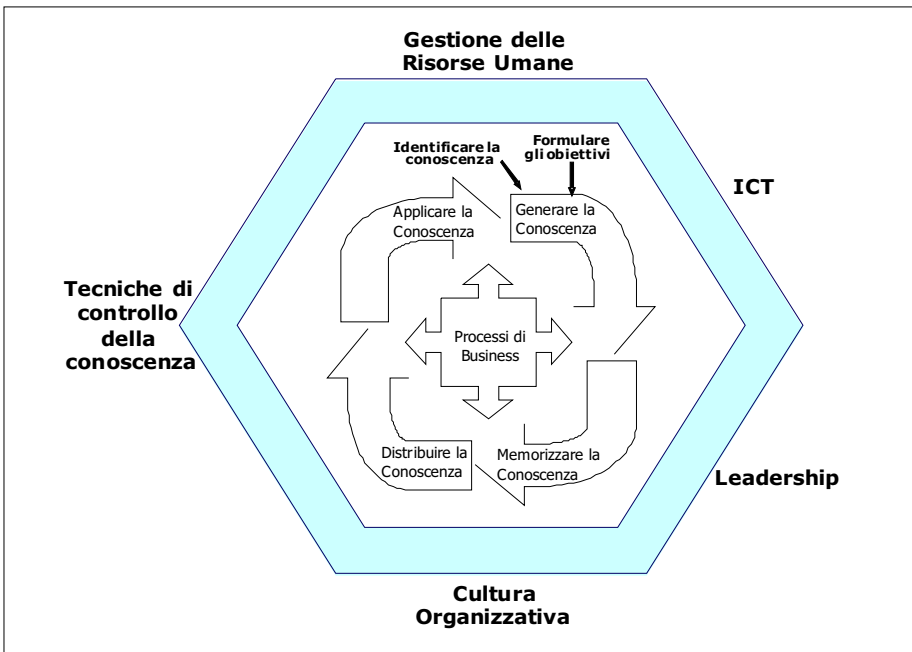 Gestione delle
Risorse Umane
Identificare la
conoscenza
Formulare
gli obiettivi
ICT
Applicare la
Conoscenza
Generare la
Conoscenza
Tecniche di
controllo
della
conoscenza
Processi di
Business
Distribuire la
Conoscenza
Memorizzare la
Conoscenza
Leadership
Cultura
Organizzativa